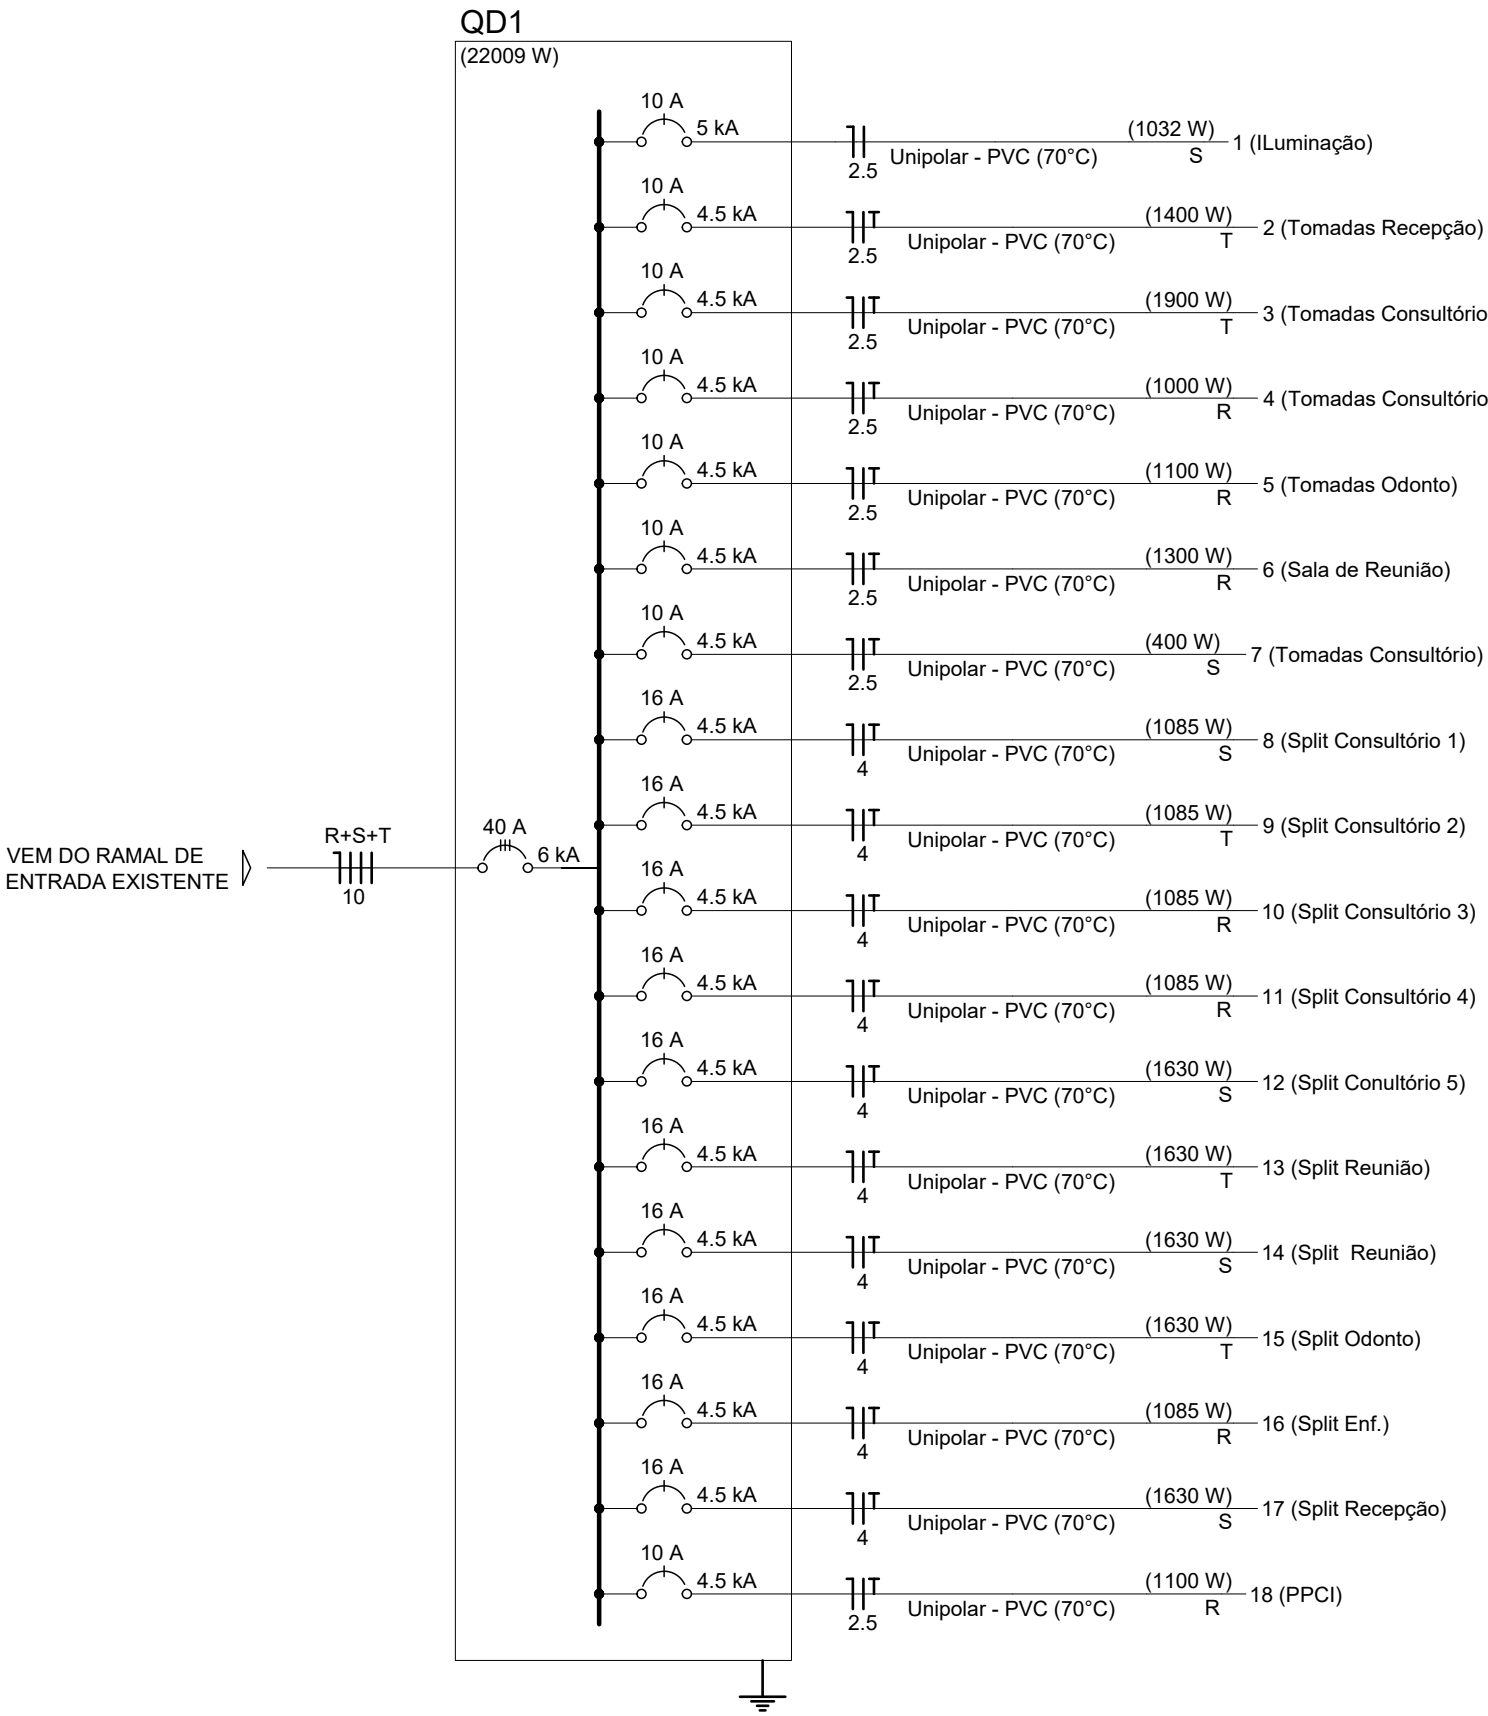 QD1
(22009 W)
10 A
5 kA
2.5
Unipolar - PVC (70°C)
(1032 W)
S
1 (ILuminação)
10 A
4.5 kA
T
2.5
Unipolar - PVC (70°C)
(1400 W)
T
2 (Tomadas Recepção)
10 A
4.5 kA
T
2.5
Unipolar - PVC (70°C)
(1900 W)
T
3 (Tomadas Consultório
10 A
4.5 kA
T
2.5
Unipolar - PVC (70°C)
(1000 W)
R
4 (Tomadas Consultório
10 A
4.5 kA
T
2.5
Unipolar - PVC (70°C)
(1100 W)
R
5 (Tomadas Odonto)
10 A
4.5 kA
T
2.5
Unipolar - PVC (70°C)
(1300 W)
R
6 (Sala de Reunião)
10 A
4.5 kA
T
2.5
Unipolar - PVC (70°C)
(400 W)
S
7 (Tomadas Consultório)
16 A
4.5 kA
T
4
Unipolar - PVC (70°C)
(1085 W)
S
8 (Split Consultório 1)
16 A
4.5 kA
T
4
Unipolar - PVC (70°C)
(1085 W)
T
9 (Split Consultório 2)
VEM DO RAMAL DE
ENTRADA EXISTENTE
R+S+T
10
40 A
6 kA
16 A
4.5 kA
T
4
Unipolar - PVC (70°C)
(1085 W)
R
10 (Split Consultório 3)
16 A
4.5 kA
T
4
Unipolar - PVC (70°C)
(1085 W)
R
11 (Split Consultório 4)
16 A
4.5 kA
T
4
Unipolar - PVC (70°C)
(1630 W)
S
12 (Split Conultório 5)
16 A
4.5 kA
T
4
Unipolar - PVC (70°C)
(1630 W)
T
13 (Split Reunião)
16 A
4.5 kA
T
4
Unipolar - PVC (70°C)
(1630 W)
S
14 (Split  Reunião)
16 A
4.5 kA
T
4
Unipolar - PVC (70°C)
(1630 W)
T
15 (Split Odonto)
16 A
4.5 kA
T
4
Unipolar - PVC (70°C)
(1085 W)
R
16 (Split Enf.)
16 A
4.5 kA
T
4
Unipolar - PVC (70°C)
(1630 W)
S
17 (Split Recepção)
10 A
4.5 kA
T
2.5
Unipolar - PVC (70°C)
(1100 W)
R
18 (PPCI)